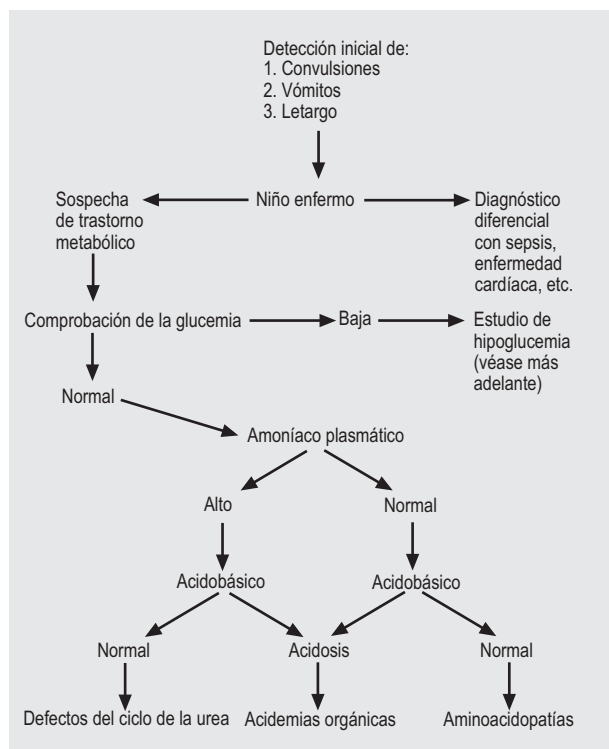 Detección inicial de:
1. Convulsiones
2. Vómitos
3. Letargo
Sospecha
de trastorno
metabólico
Niño enfermo
Diagnóstico
diferencial
con sepsis,
enfermedad
cardíaca, etc.
Comprobación de la glucemia
Baja
Estudio de
hipoglucemia
(véase más
adelante)
Normal
Amoníaco plasmático
Alto
Normal
Acidobásico
Acidobásico
Normal
Acidosis
Normal
Defectos del ciclo de la urea
Acidemias orgánicas
Aminoacidopatías